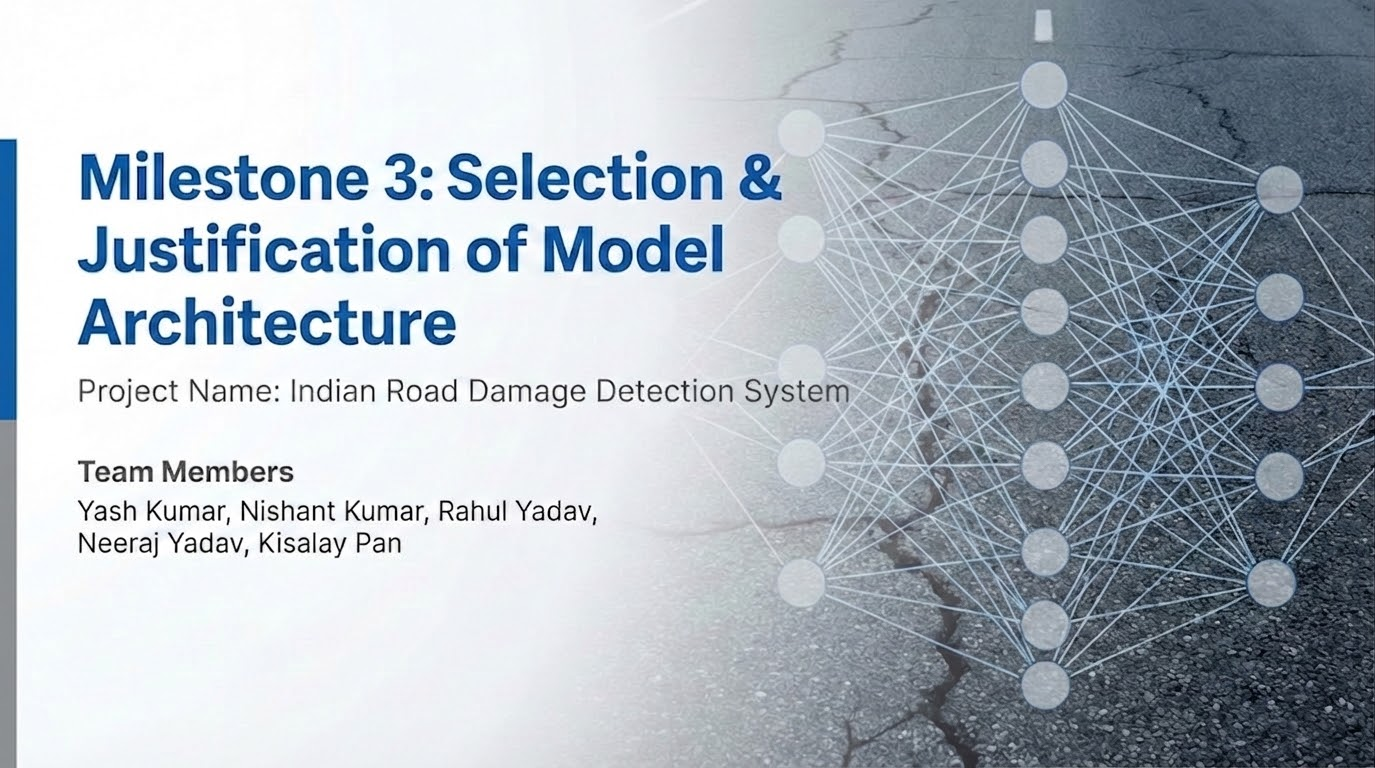 Milestone 3: Selection &
Justification of Model
Architecture
Project Name: Indian Road Damage Detection System
Team Members
Yash Kumar, Nishant Kumar, Rahul Yadav,
Neeraj Yadav, Kisalay Pan